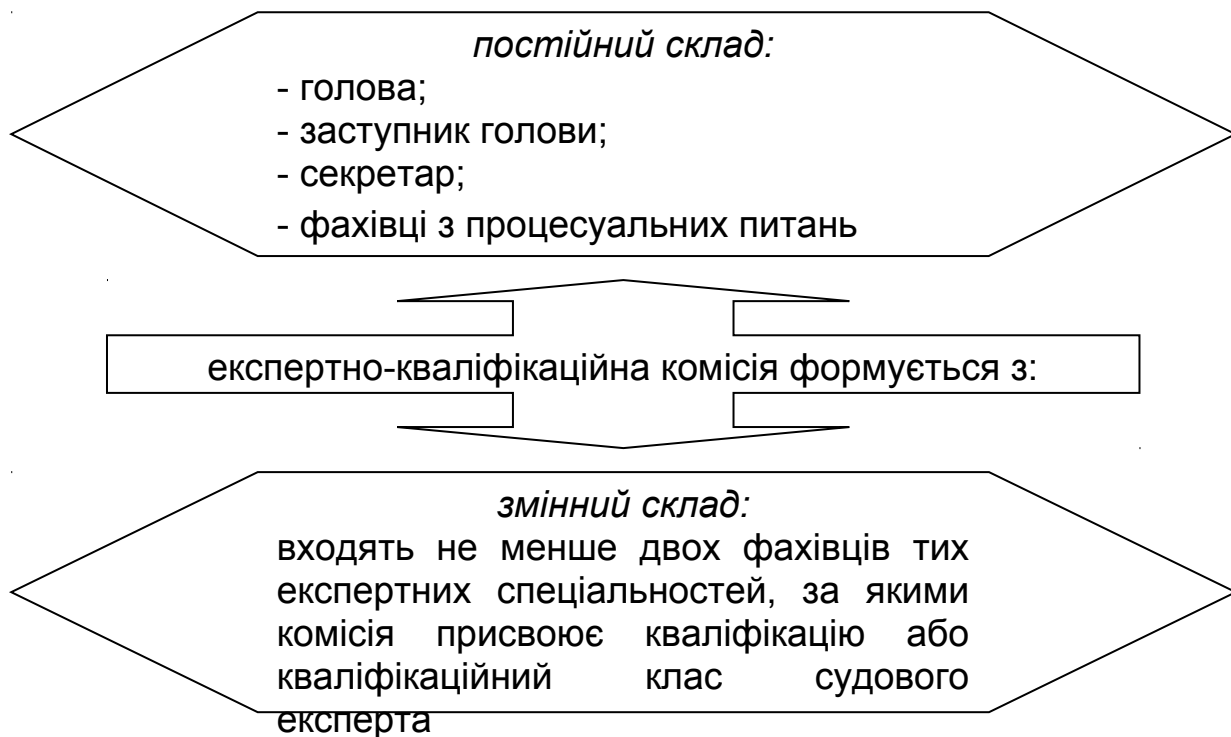 постійний склад:
- голова;
- заступник голови;
- секретар;
- фахівці з процесуальних питань
експертно-кваліфікаційна комісія формується з:
змінний склад:
входять не менше двох фахівців тих
експертних спеціальностей, за якими
комісія присвоює кваліфікацію або
кваліфікаційний клас судового
експерта